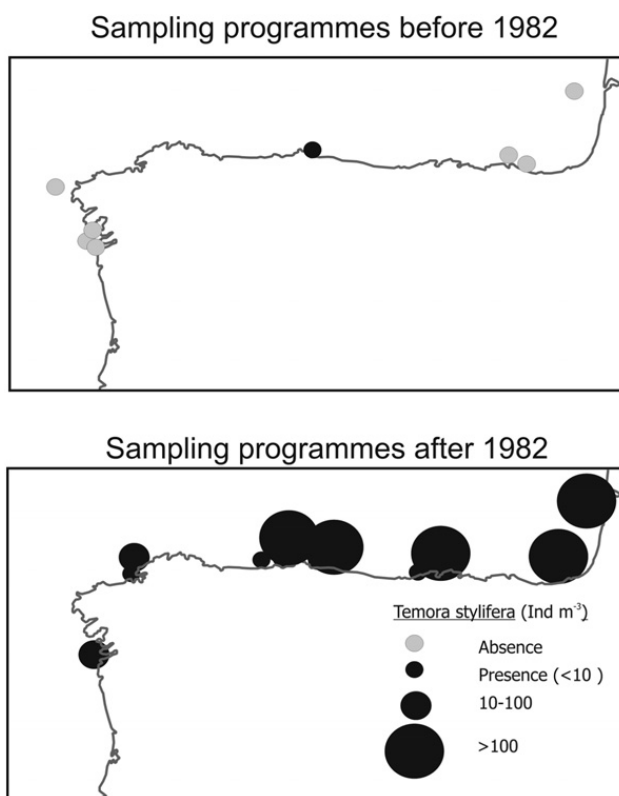 Sampling programmes before 1982
Sampling programmes after 1982
Temora stylifera (Ind m⁻³)
Absence
Presence (<10 )
10-100
>100